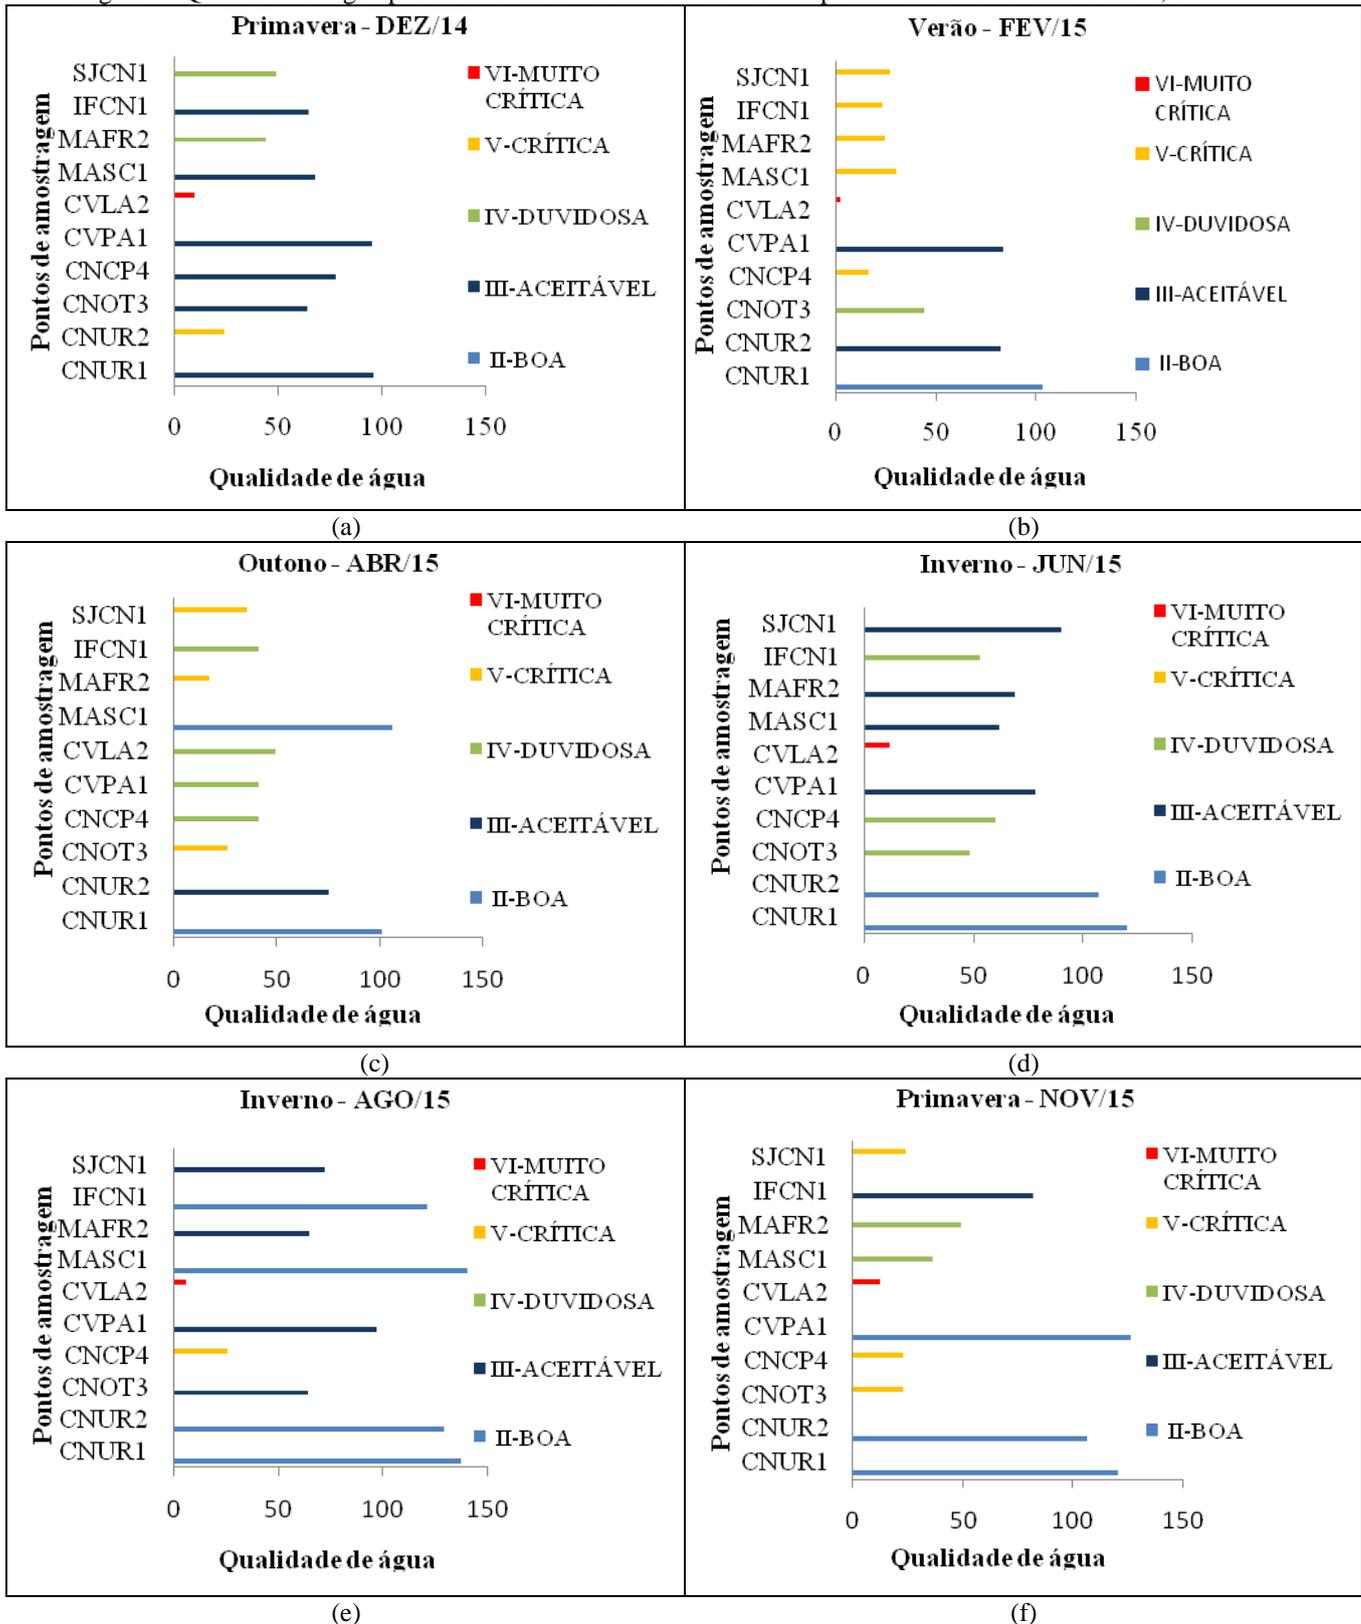 Primavera - DEZ/14
Pontos de amostragem
SJCN1
IFCN1
MAFR2
MASC1
CVLA2
CVPA1
CNCP4
CNOT3
CNUR2
CNUR1
0 50 100 150
Qualidade de água
VI-MUITO
CRÍTICA
V-CRÍTICA
IV-DUVIDOSA
III-ACEITÁVEL
II-BOA
(a)
Verão - FEV/15
Pontos de amostragem
SJCN1
IFCN1
MAFR2
MASC1
CVLA2
CVPA1
CNCP4
CNOT3
CNUR2
CNUR1
0 50 100 150
Qualidade de água
VI-MUITO
CRÍTICA
V-CRÍTICA
IV-DUVIDOSA
III-ACEITÁVEL
II-BOA
(b)
Outono - ABR/15
Pontos de amostragem
SJCN1
IFCN1
MAFR2
MASC1
CVLA2
CVPA1
CNCP4
CNOT3
CNUR2
CNUR1
0 50 100 150
Qualidade de água
VI-MUITO
CRÍTICA
V-CRÍTICA
IV-DUVIDOSA
III-ACEITÁVEL
II-BOA
(c)
Inverno - JUN/15
Pontos de amostragem
SJCN1
IFCN1
MAFR2
MASC1
CVLA2
CVPA1
CNCP4
CNOT3
CNUR2
CNUR1
0 50 100 150
Qualidade de água
VI-MUITO
CRÍTICA
V-CRÍTICA
IV-DUVIDOSA
III-ACEITÁVEL
II-BOA
(d)
Inverno - AGO/15
Pontos de amostragem
SJCN1
IFCN1
MAFR2
MASC1
CVLA2
CVPA1
CNCP4
CNOT3
CNUR2
CNUR1
0 50 100 150
Qualidade de água
VI-MUITO
CRÍTICA
V-CRÍTICA
IV-DUVIDOSA
III-ACEITÁVEL
II-BOA
(e)
Primavera - NOV/15
Pontos de amostragem
SJCN1
IFCN1
MAFR2
MASC1
CVLA2
CVPA1
CNCP4
CNOT3
CNUR2
CNUR1
0 50 100 150
Qualidade de água
VI-MUITO
CRÍTICA
V-CRÍTICA
IV-DUVIDOSA
III-ACEITÁVEL
II-BOA
(f)